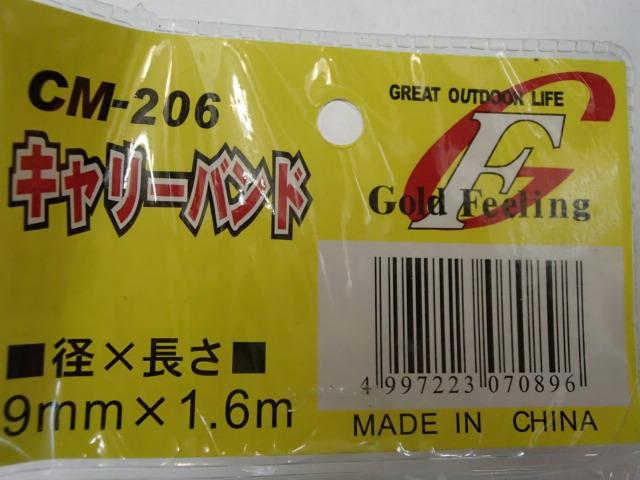 CM-206
キャリーバンド
■径×長さ■
9mm×1.6m
GREAT OUTDOOR LIFE
GF
Gold Feeling
4 997223 070896
MADE IN CHINA